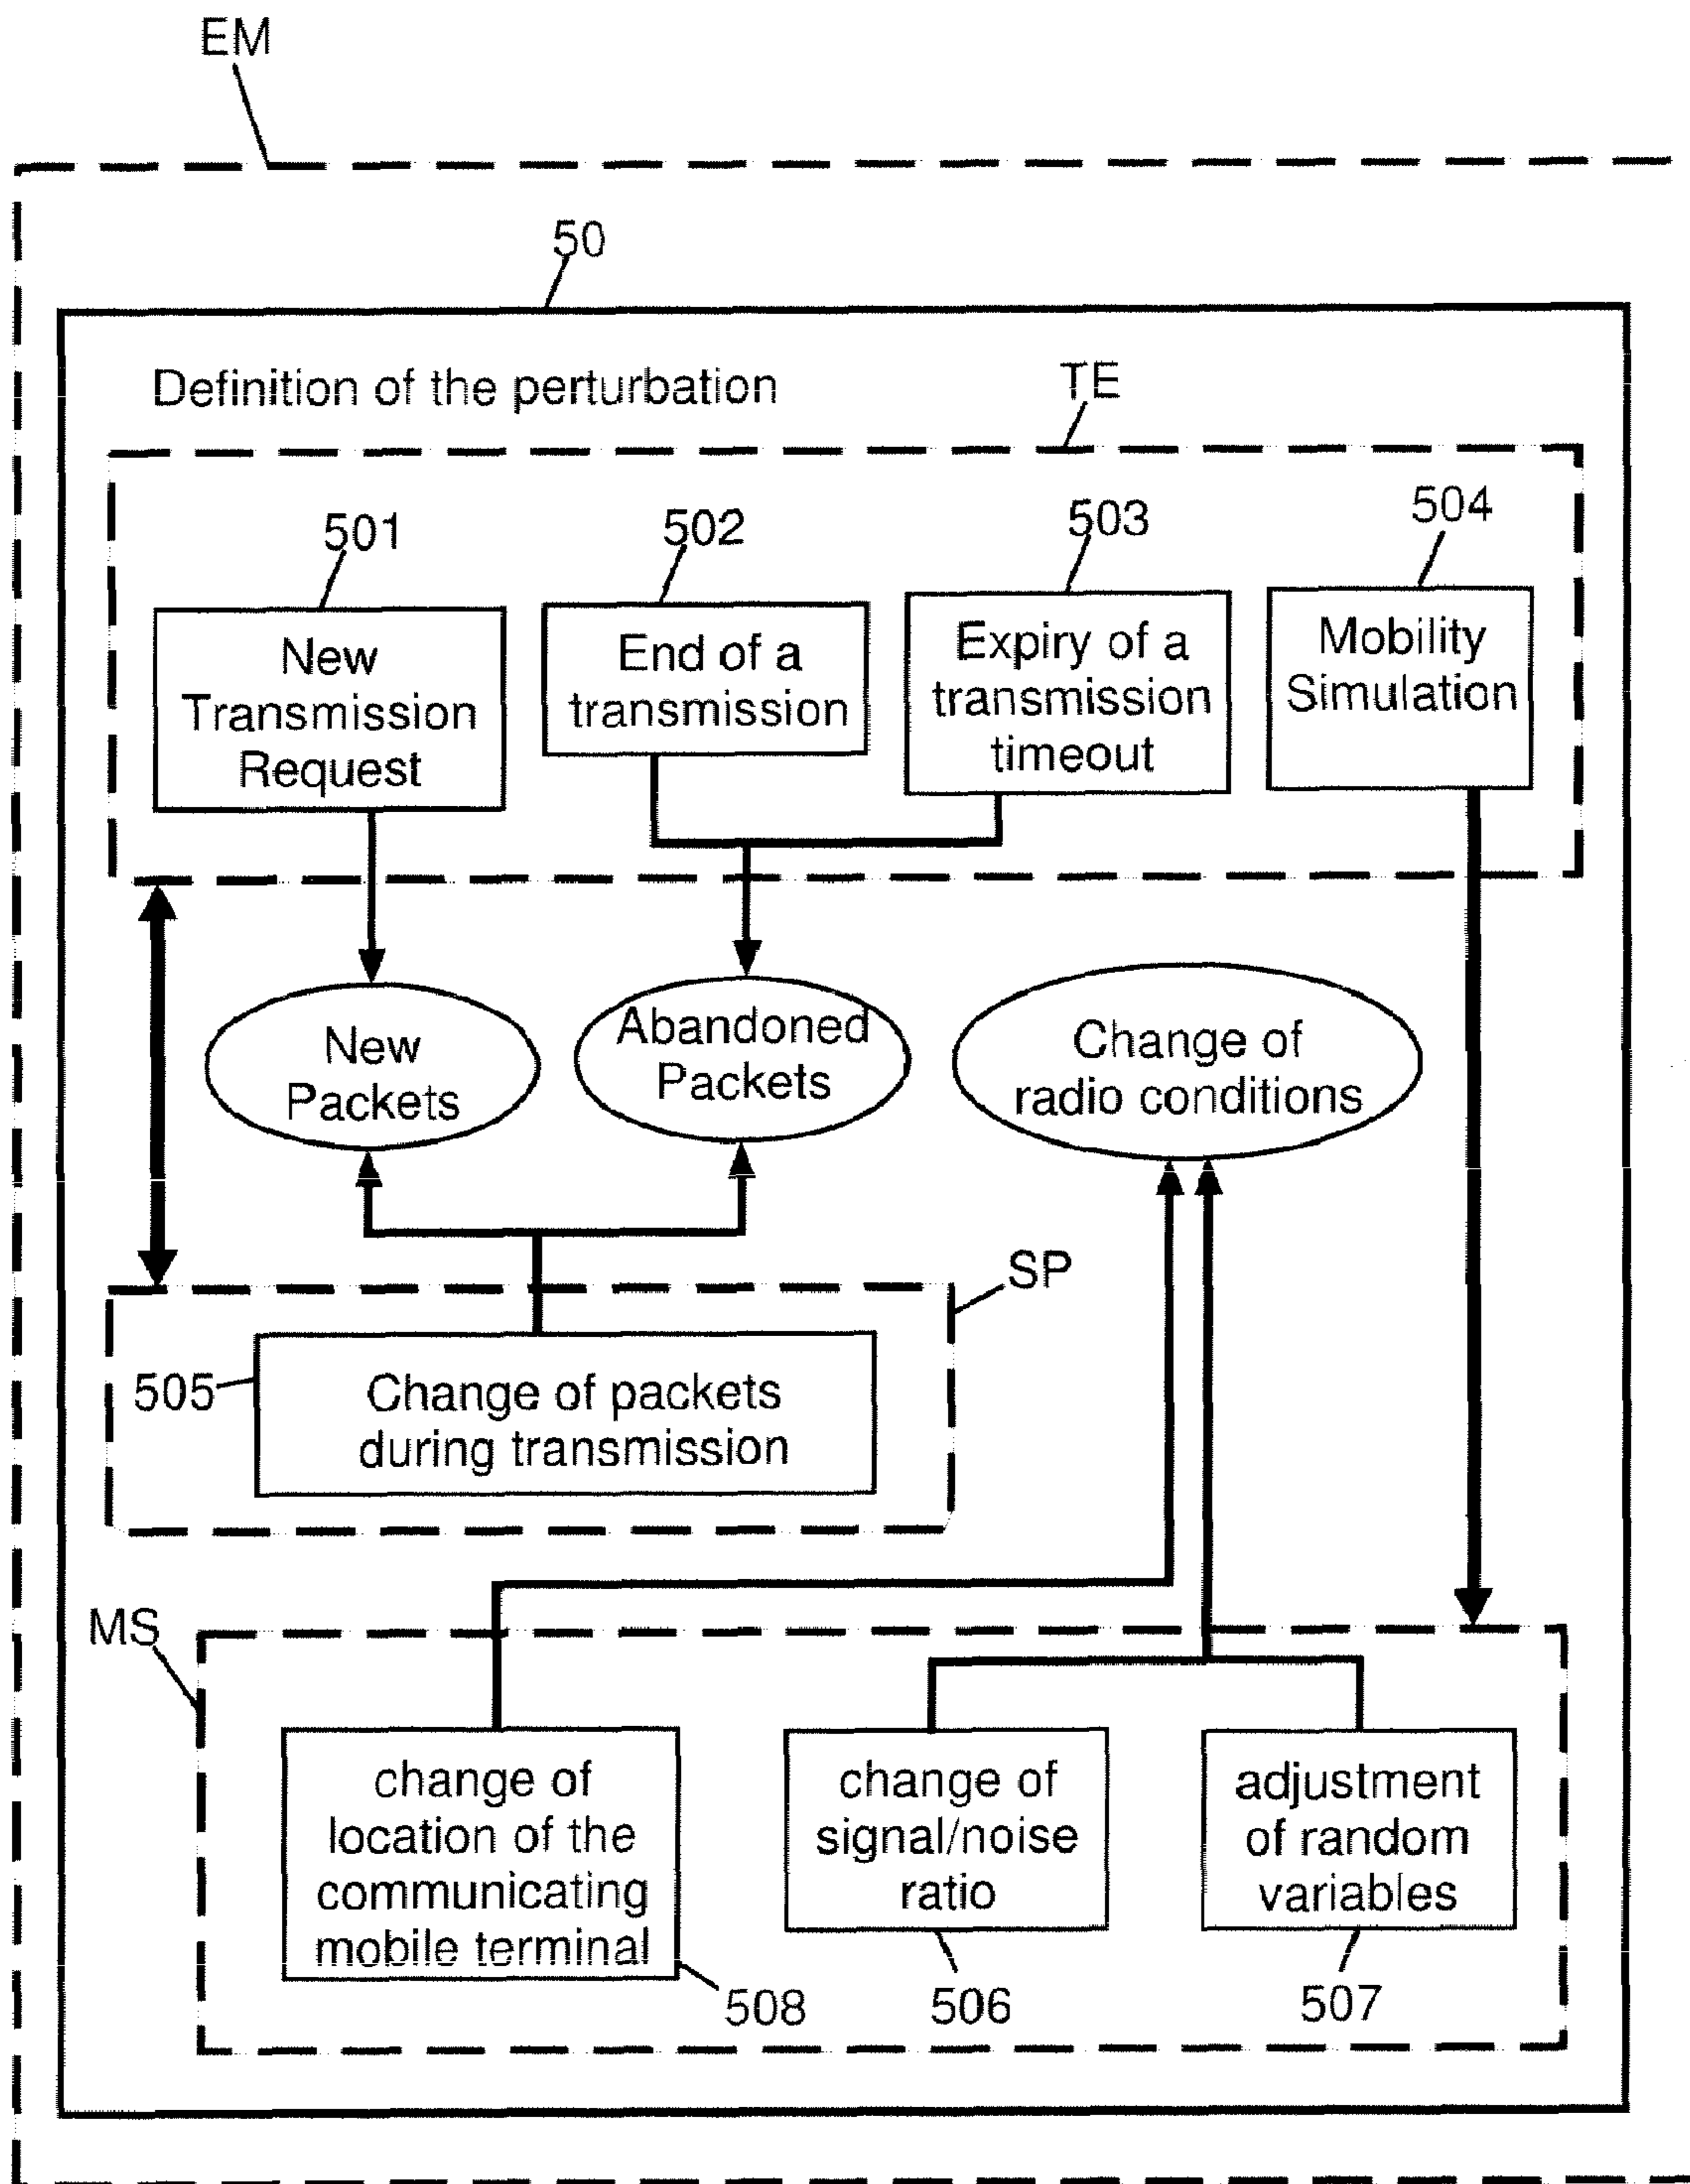 EM
50
Definition of the perturbation
TE
501
502
503
504
New
Transmission
Request
End of a
transmission
Expiry of a
transmission
timeout
Mobility
Simulation
New
Packets
Abandoned
Packets
Change of
radio conditions
SP
505
Change of packets
during transmission
MS
change of
location of the
communicating
mobile terminal
change of
signal/noise
ratio
adjustment
of random
variables
508
506
507